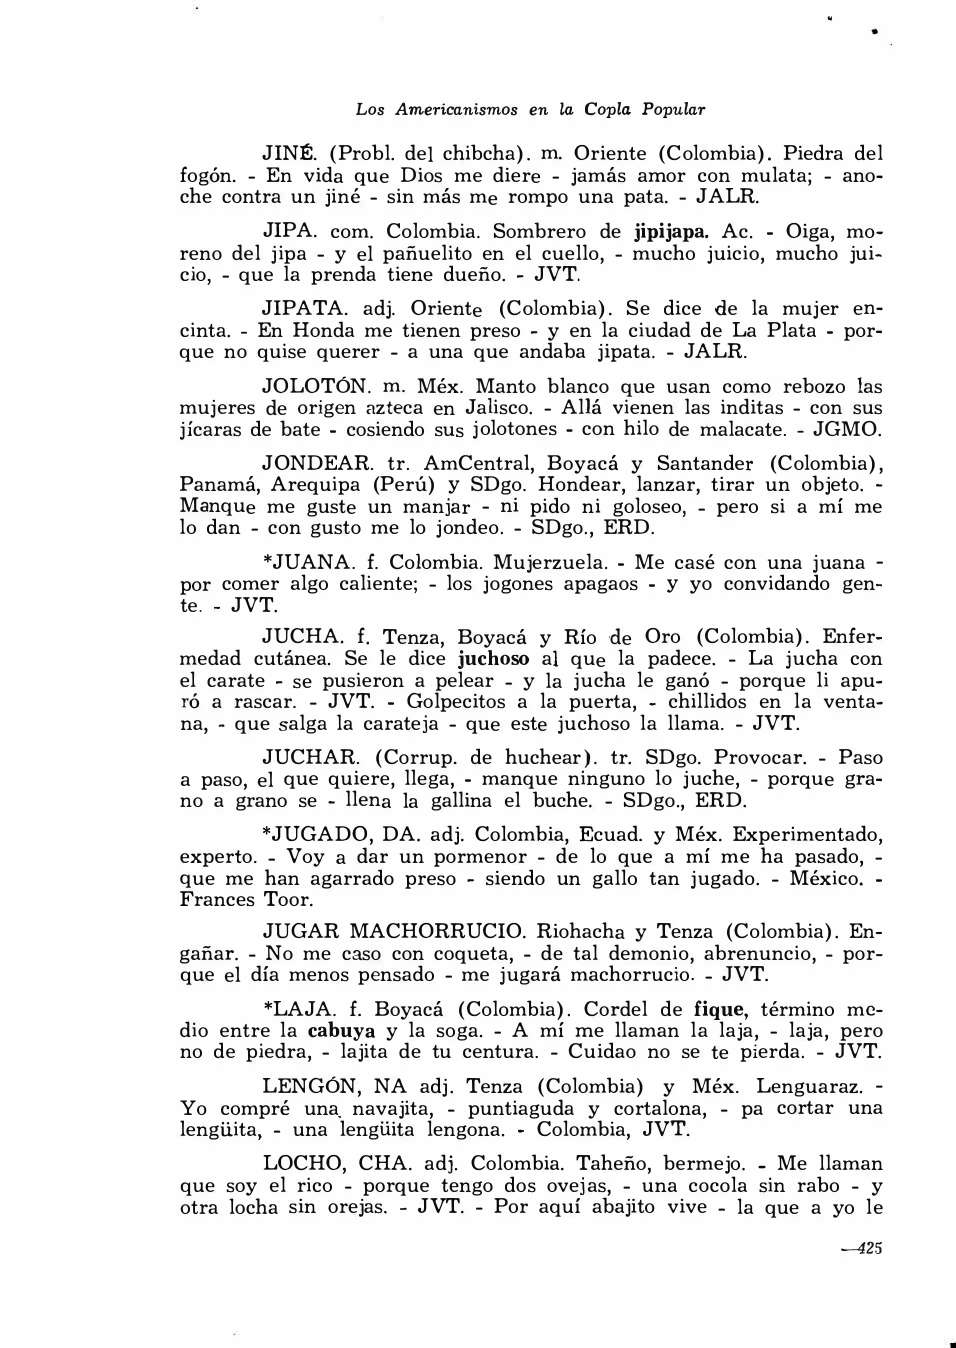 Los Americanismos en la Copla Popular
JINÉ. (Probl. del chibcha). m. Oriente (Colombia). Piedra del
fogón. - En vida que Dios me diere - jamás amor con mulata; - ano-
che contra un jiné - sin más me rompo una pata. - JALR.
JIPA. com. Colombia. Sombrero de jipijapa. Ac. - Oiga, mo-
reno del jipa - y el pañuelito en el cuello, - mucho juicio, mucho jui-
cio, - que la prenda tiene dueño. - JVT.
JIPATA. adj. Oriente (Colombia). Se dice de la mujer en-
cinta. - En Honda me tienen preso - y en la ciudad de La Plata - por-
que no quise querer - a una que andaba jipata. - JALR.
JOLOTÓN. m. Méx. Manto blanco que usan como rebozo las
mujeres de origen azteca en Jalisco. - Allá vienen las inditas - con sus
jícaras de bate - cosiendo sus jolotones - con hilo de malacate. - JGMO.
JONDEAR. tr. AmCentral, Boyacá y Santander (Colombia),
Panamá, Arequipa (Perú) y SDgo. Hondear, lanzar, tirar un objeto. -
Manque me guste un manjar - ni pido ni goloseo, - pero si a mí me
lo dan - con gusto me lo jondeo. - SDgo., ERD.
*JUANA. f. Colombia. Mujerzuela. - Me casé con una juana -
por comer algo caliente; - los jogones apagaos - y yo convidando gen-
te. - JVT.
JUCHA. f. Tenza, Boyacá y Río de Oro (Colombia). Enfer-
medad cutánea. Se le dice juchoso al que la padece. - La jucha con
el carate - se pusieron a pelear - y la jucha le ganó - porque li apu-
ró a rascar. - JVT. - Golpecitos a la puerta, - chillidos en la venta-
na, - que salga la carateja - que este juchoso la llama. - JVT.
JUCHAR. (Corrup. de huchear). tr. SDgo. Provocar. - Paso
a paso, el que quiere, llega, - manque ninguno lo juche, - porque gra-
no a grano se - llena la gallina el buche. - SDgo., ERD.
*JUGADO, DA. adj. Colombia, Ecuad. y Méx. Experimentado,
experto. - Voy a dar un pormenor - de lo que a mí me ha pasado, -
que me han agarrado preso - siendo un gallo tan jugado. - México. -
Frances Toor.
JUGAR MACHORRUCIO. Riohacha y Tenza (Colombia). En-
gañar. - No me caso con coqueta, - de tal demonio, abrenuncio, - por-
que el día menos pensado - me jugará machorrucio. - JVT.
*LAJA. f. Boyacá (Colombia). Cordel de fique, término me-
dio entre la cabuya y la soga. - A mí me llaman la laja, - laja, pero
no de piedra, - lajita de tu centura. - Cuidao no se te pierda. - JVT.
LENGÓN, NA adj. Tenza (Colombia) y Méx. Lenguaraz. -
Yo compré una navajita, - puntiaguda y cortalona, - pa cortar una
lengüita, - una lengüita lengona. - Colombia, JVT.
LOCHO, CHA. adj. Colombia. Taheño, bermejo. - Me llaman
que soy el rico - porque tengo dos ovejas, - una cocola sin rabo - y
otra locha sin orejas. - JVT. - Por aquí abajito vive - la que a yo le
—425